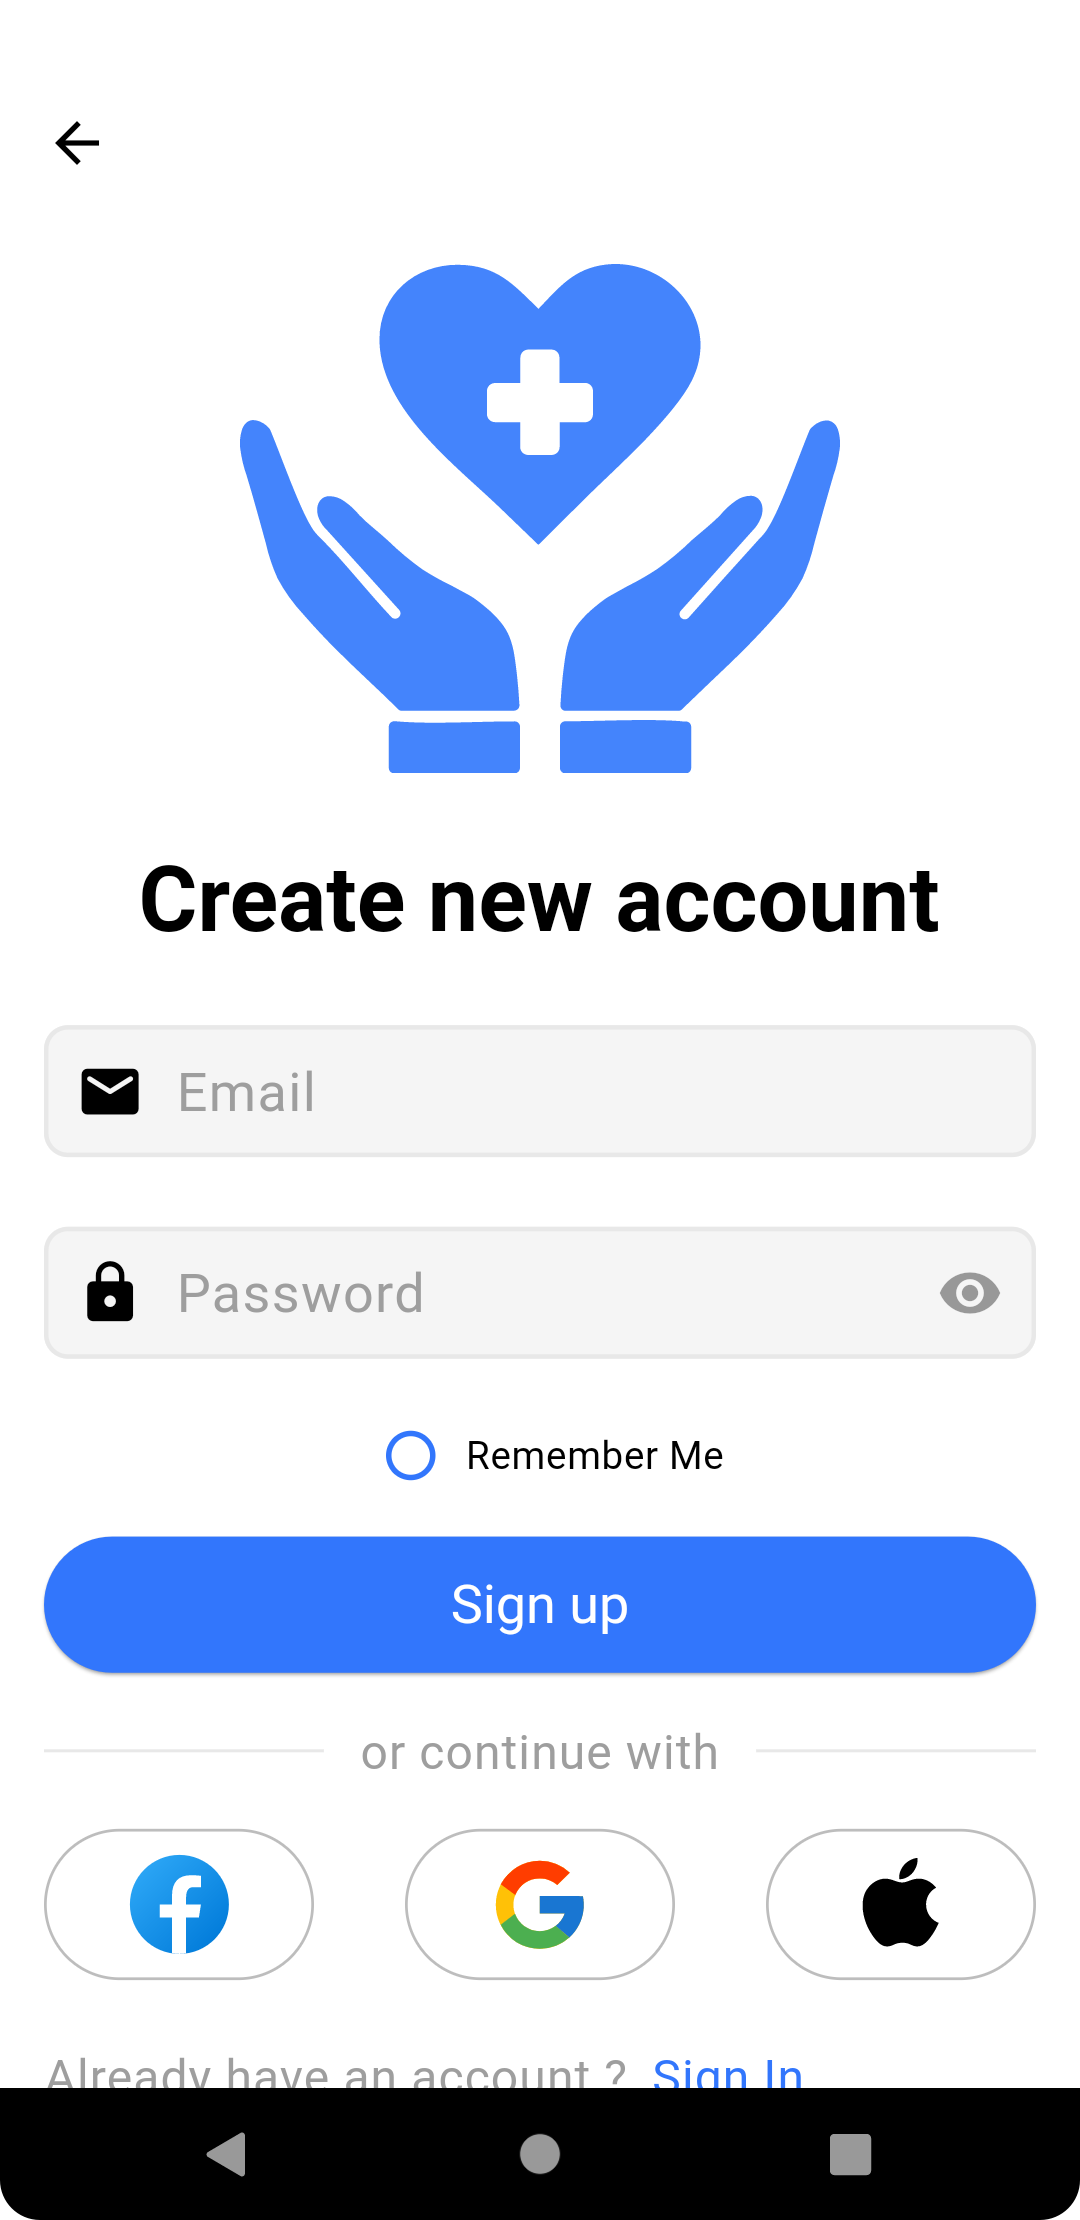 Create new account
Email
Password
Remember Me
Sign up
or continue with
Already have an account ? Sign In